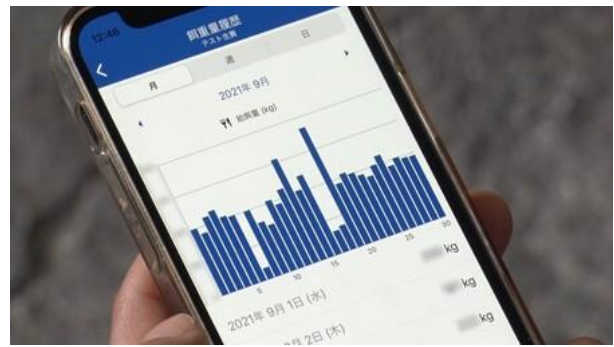 12:46
餌重量履歴
テスト生簀
月 週 日
2021年 9月
給餌量 (kg)
5 10 15 20 25 30
2021年 9月 1日 (水)
kg
9月 2日 (木)
kg
kg